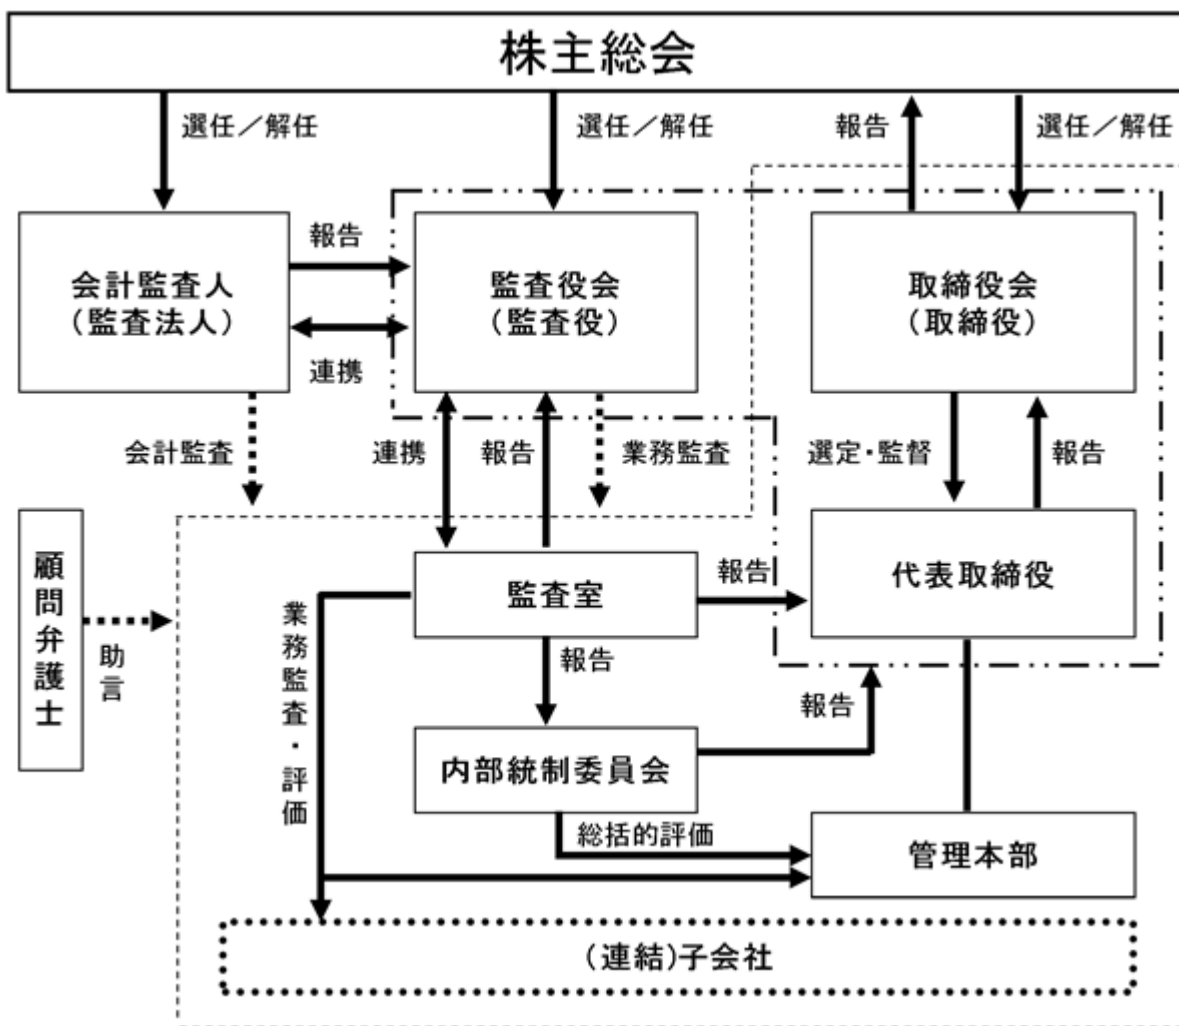 株主総会
選任／解任
選任／解任
報告
選任／解任
会計監査人
（監査法人）
報告
連携
監査役会
（監査役）
取締役会
（取締役）
会計監査
連携
報告
業務監査
選定・監督
報告
顧問弁護士
助言
監査室
報告
代表取締役
業務監査・評価
報告
報告
内部統制委員会
総括的評価
管理本部
（連結）子会社